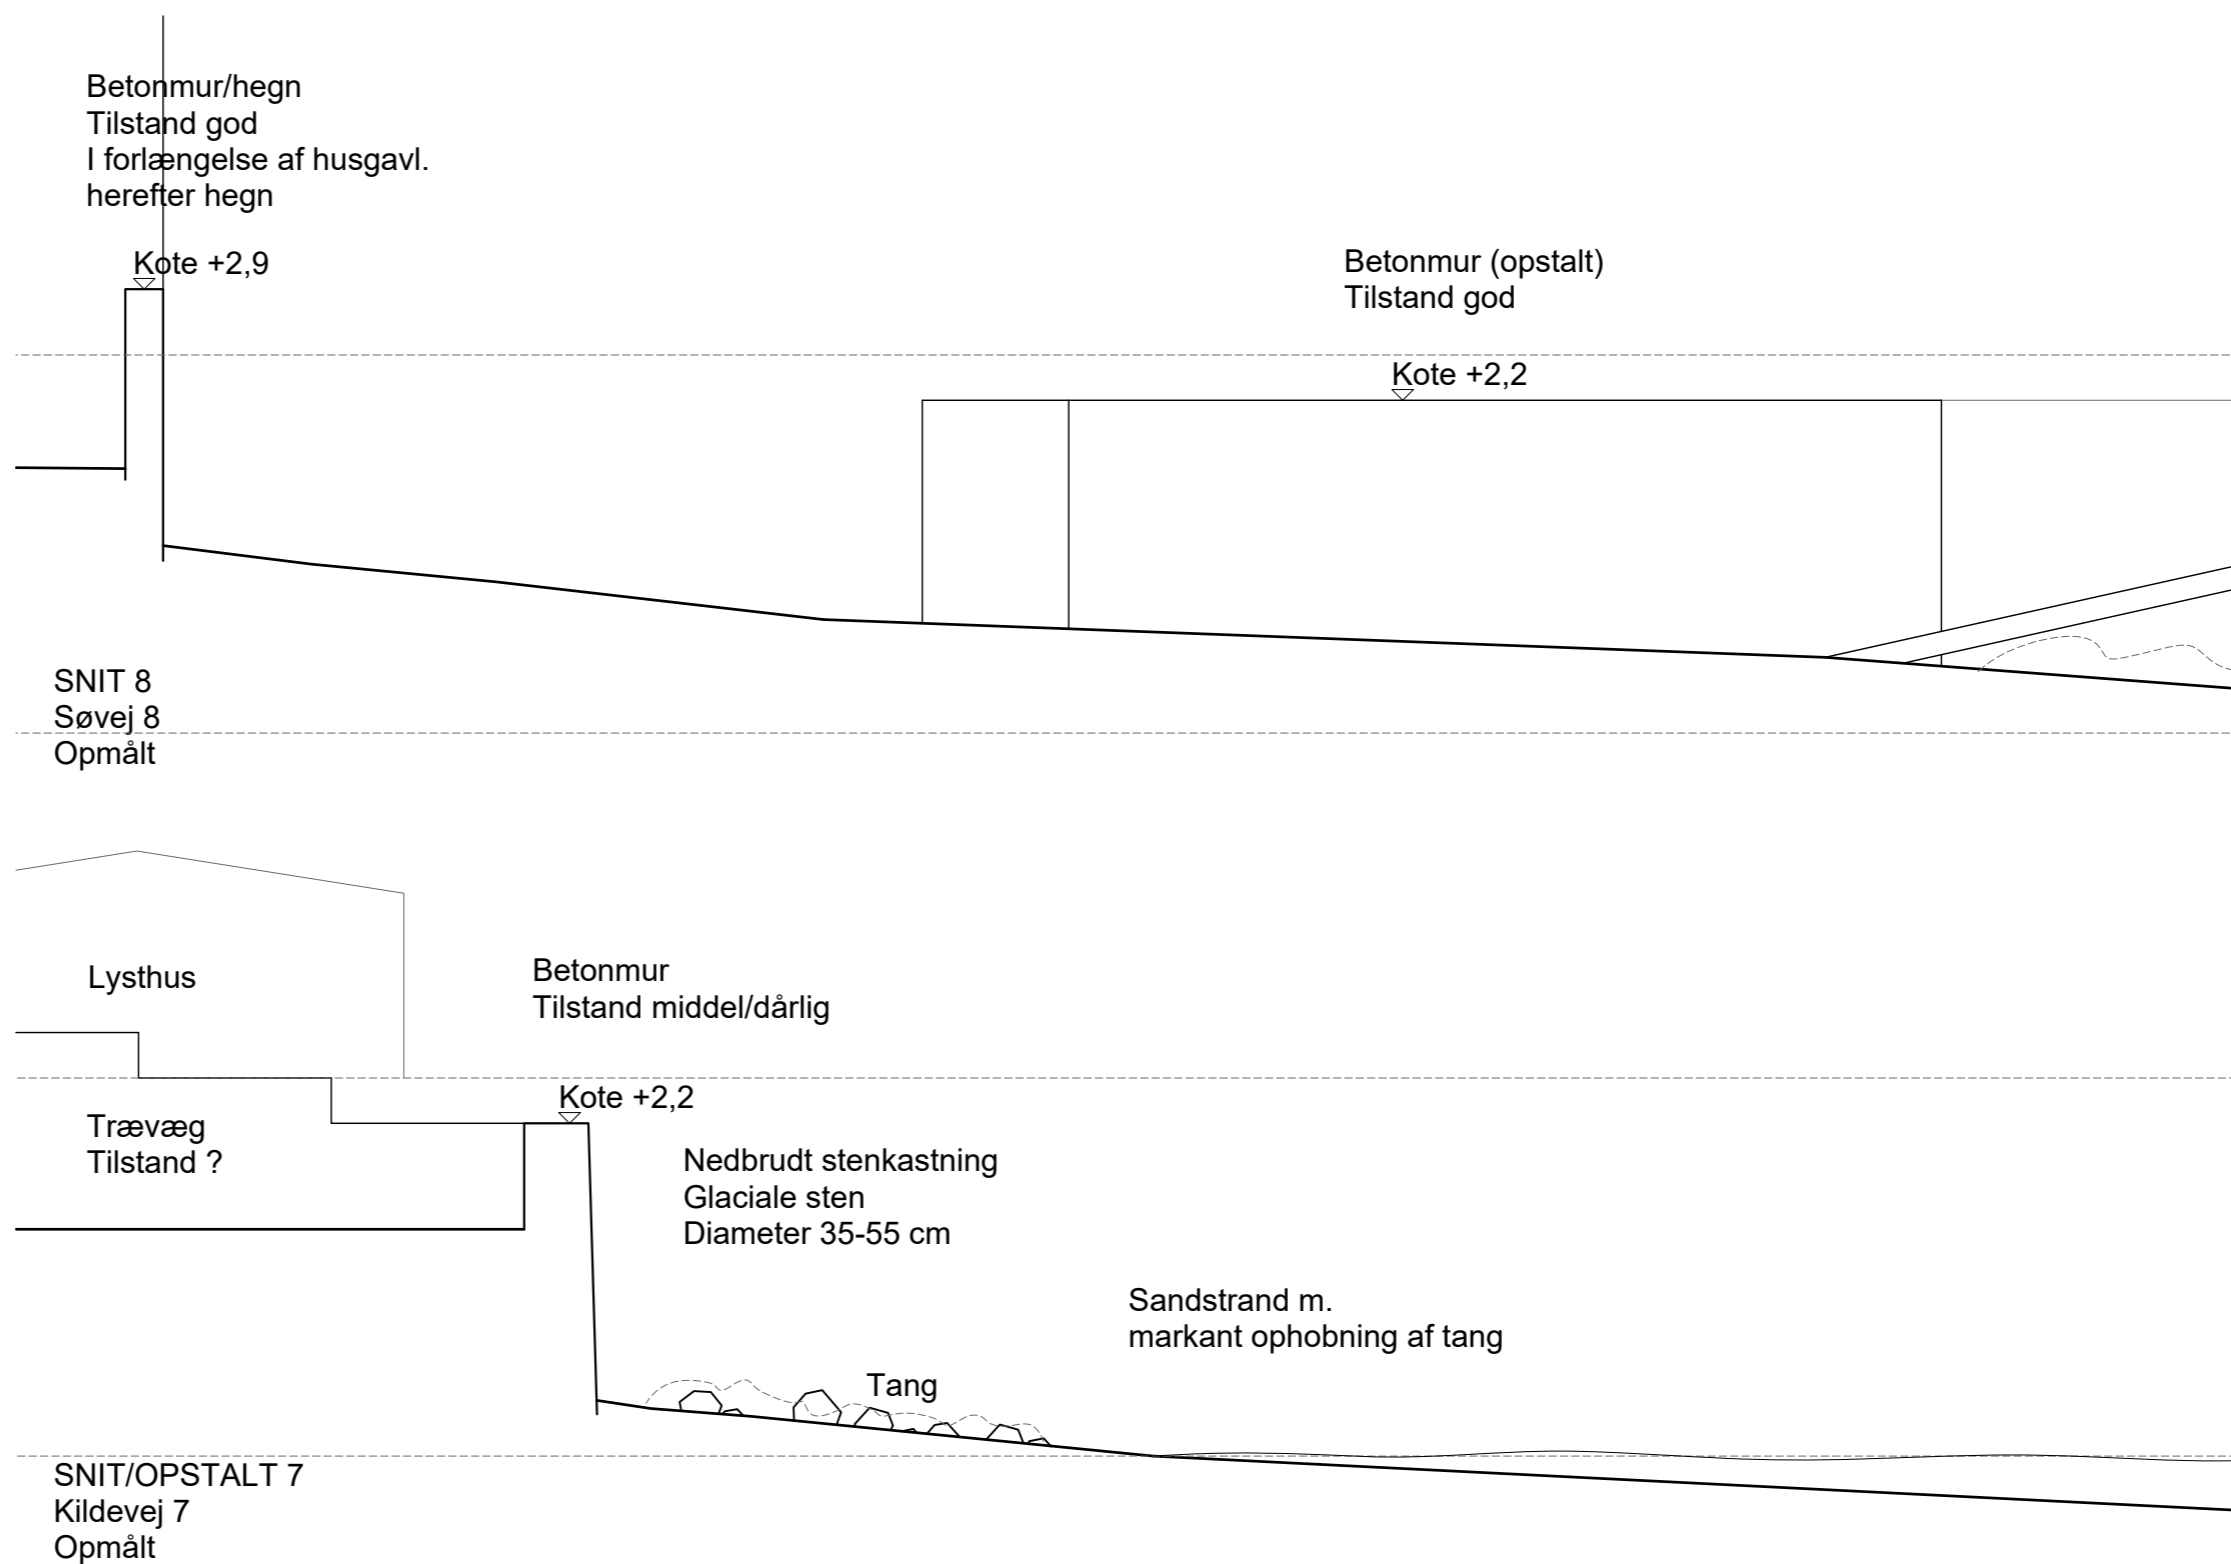 Betonmur/hegn
Tilstand god
I forlængelse af husgavl.
herefter hegn
Kote +2,9
Betonmur (opstalt)
Tilstand god
Kote +2,2
SNIT 8
Søvej 8
Opmålt
Lysthus
Betonmur
Tilstand middel/dårlig
Kote +2,2
Trævæg
Tilstand ?
Nedbrudt stenkastning
Glaciale sten
Diameter 35-55 cm
Sandstrand m.
markant ophobning af tang
Tang
SNIT/OPSTALT 7
Kildevej 7
Opmålt